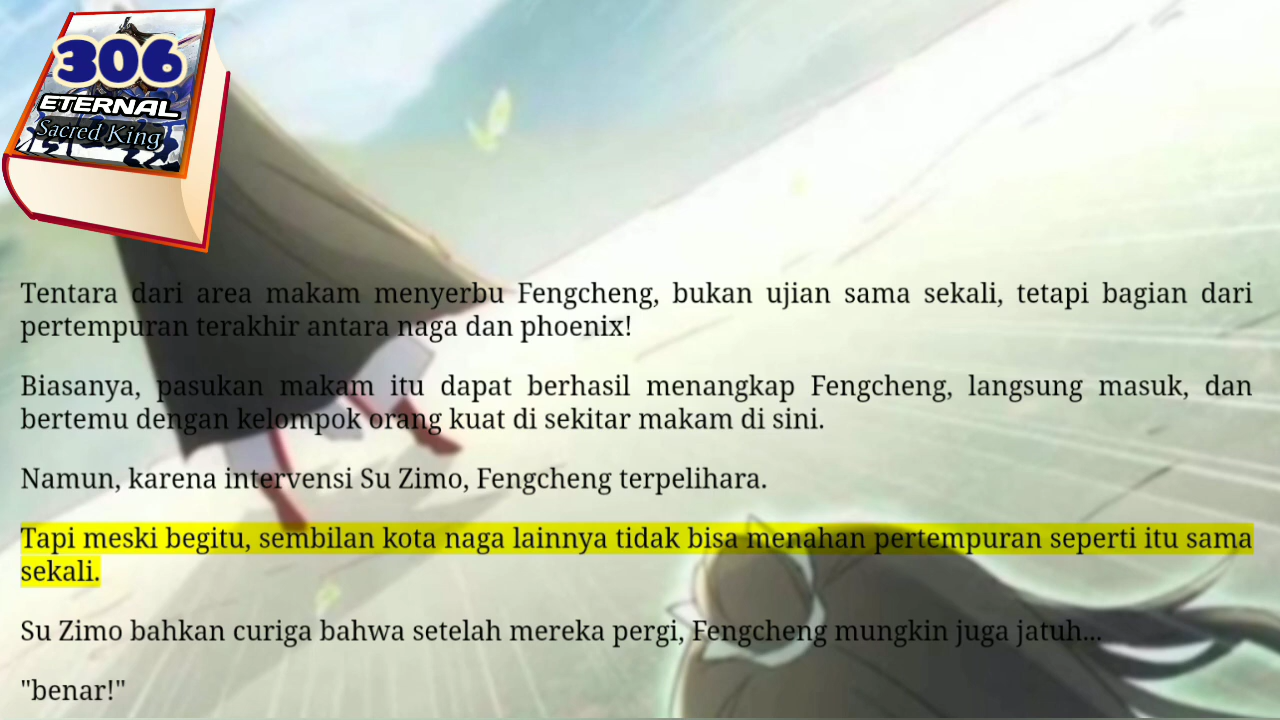 306
ETERNAL
Sacred King
Tentara dari area makam menyerbu Fengcheng, bukan ujian sama sekali, tetapi bagian dari
pertempuran terakhir antara naga dan phoenix!
Biasanya, pasukan makam itu dapat berhasil menangkap Fengcheng, langsung masuk, dan
bertemu dengan kelompok orang kuat di sekitar makam di sini.
Namun, karena intervensi Su Zimo, Fengcheng terpelihara.
Tapi meski begitu, sembilan kota naga lainnya tidak bisa menahan pertempuran seperti itu sama
sekali.
Su Zimo bahkan curiga bahwa setelah mereka pergi, Fengcheng mungkin juga jatuh...
"benar!"